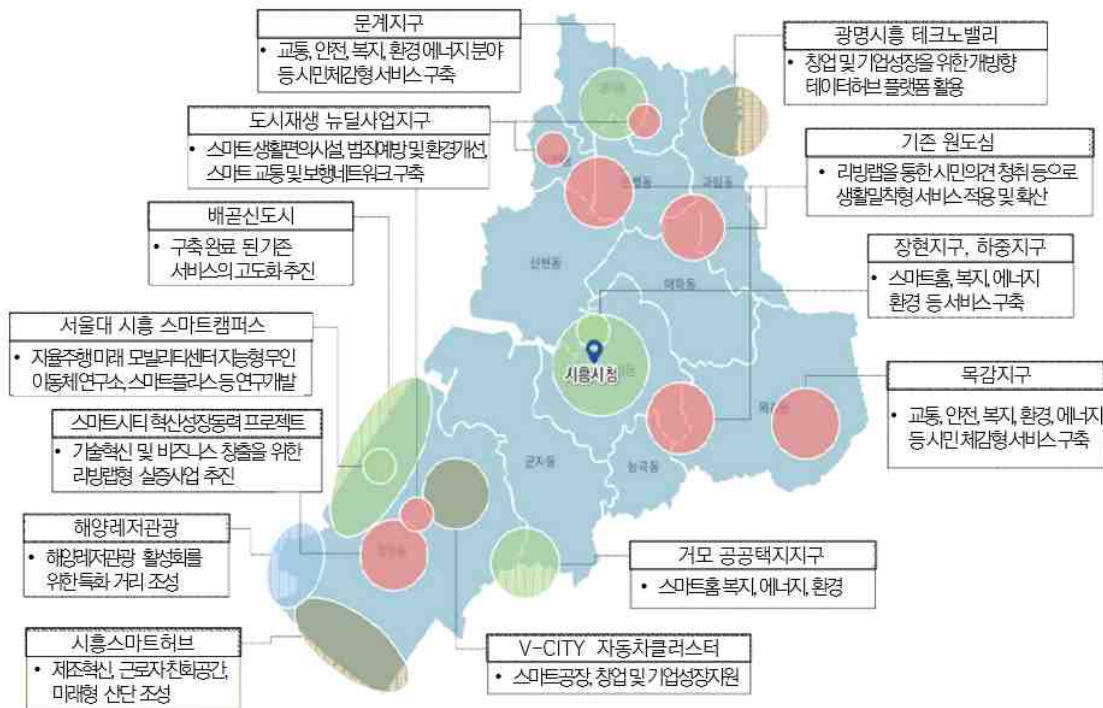 문계지구
• 교통, 안전, 복지, 환경 에너지 분야
등 시민체감형 서비스 구축
광명시흥 테크노밸리
• 창업 및 기업성장을 위한 개방향
테이터허브 플랫폼 활용
도시재생 뉴딜사업지구
• 스마트 생활편의시설, 범죄예방 및 환경개선,
스마트 교통 및 보행네트워크 구축
기존 원도심
• 리빙랩을 통한 시민의견 청취 등으로
생활밀착형 서비스 적용 및 확산
배곧신도시
• 구축 완료 된 기존
서비스의 고도화 추진
장현지구, 하중지구
• 스마트홈, 복지, 에너지
환경 등 서비스 구축
서울대 시흥 스마트캠퍼스
• 자율주행 미래 모빌리티센터 지능형 무인
이동체 연구소, 스마트플러스 등 연구개발
목감지구
• 교통, 안전, 복지, 환경, 에너지
등 시민 체감형 서비스 구축
스마트시티 혁신성장동력 프로젝트
• 기술혁신 및 비즈니스 창출을 위한
리빙랩형 실증사업 추진
해양레저관광
• 해양레저관광 활성화를
위한 특화 거리 조성
거모 공공택지지구
• 스마트홈 복지, 에너지, 환경
시흥스마트허브
• 제조혁신, 근로자 친화공간,
미래형 산단 조성
V-CITY 자동차클러스터
• 스마트공장, 창업 및 기업성장지원
과림동
신현동
매화동
시흥시청
군자동
능곡동